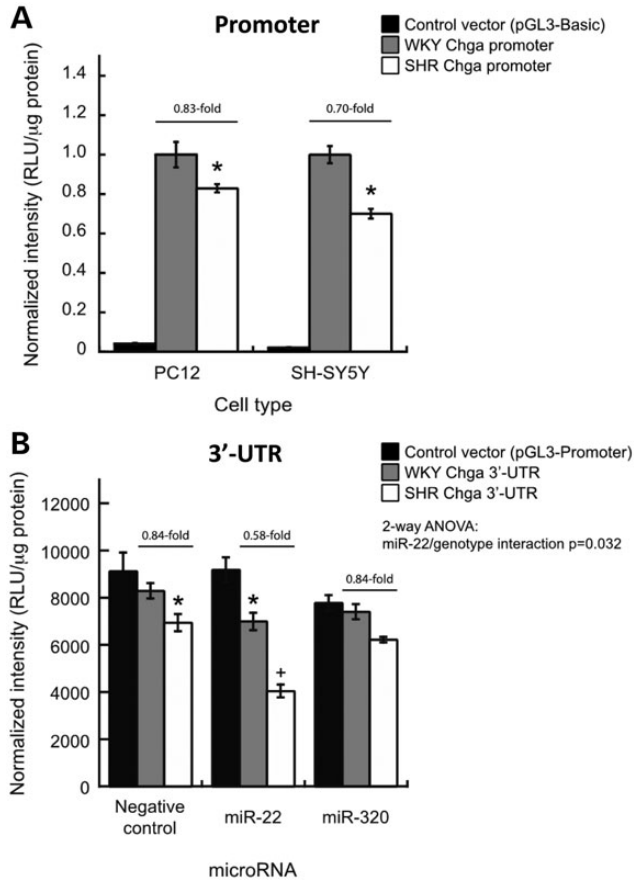 A
Promoter
Control vector (pGL3-Basic)
WKY Chga promoter
SHR Chga promoter
Normalized intensity (RLU/μg protein)
1.4
1.2
1.0
0.8
0.6
0.4
0.2
0
0.83-fold
0.70-fold
*
*
PC12
SH-SY5Y
Cell type
B
3’-UTR
Control vector (pGL3-Promoter)
WKY Chga 3’-UTR
SHR Chga 3’-UTR
2-way ANOVA:
miR-22/genotype interaction p=0.032
Normalized intensity (RLU/μg protein)
12000
10000
8000
6000
4000
2000
0
0.84-fold
0.58-fold
0.84-fold
*
*
+
Negative
control
miR-22
miR-320
microRNA